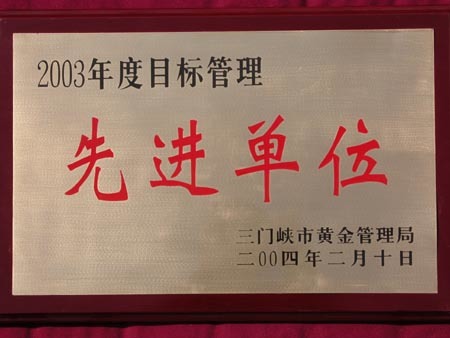 2003年度目标管理
先进单位
三门峡市黄金管理局
二00四年二月十日